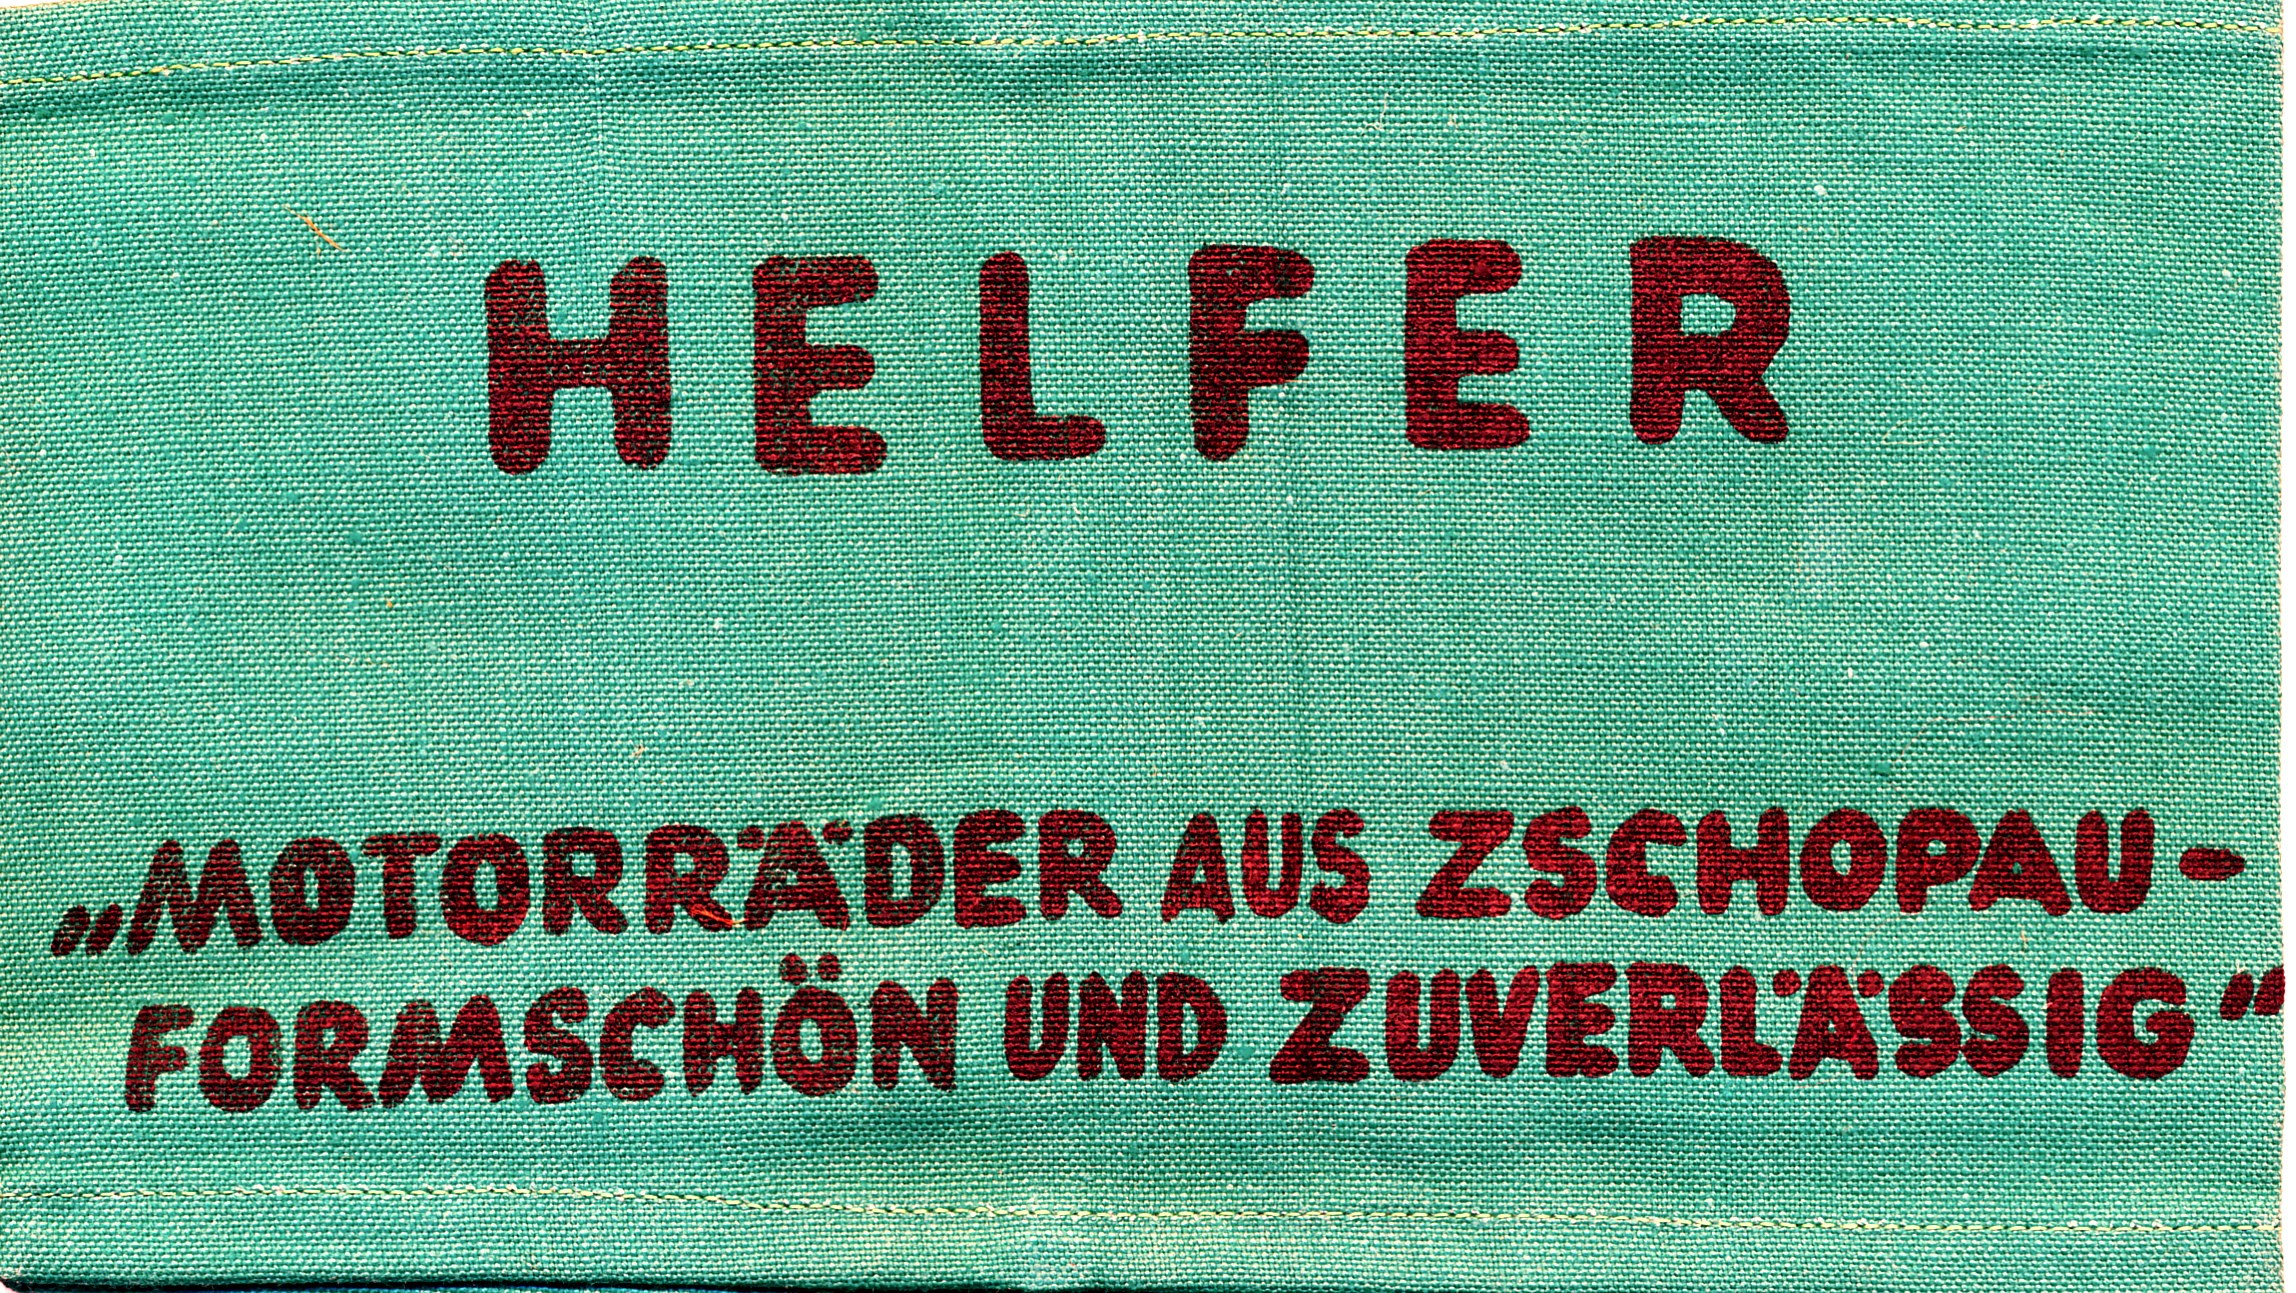 HELFER
„MOTORRÄDER AUS ZSCHOPAU-
FORMSCHÖN UND ZUVERLÄSSIG“